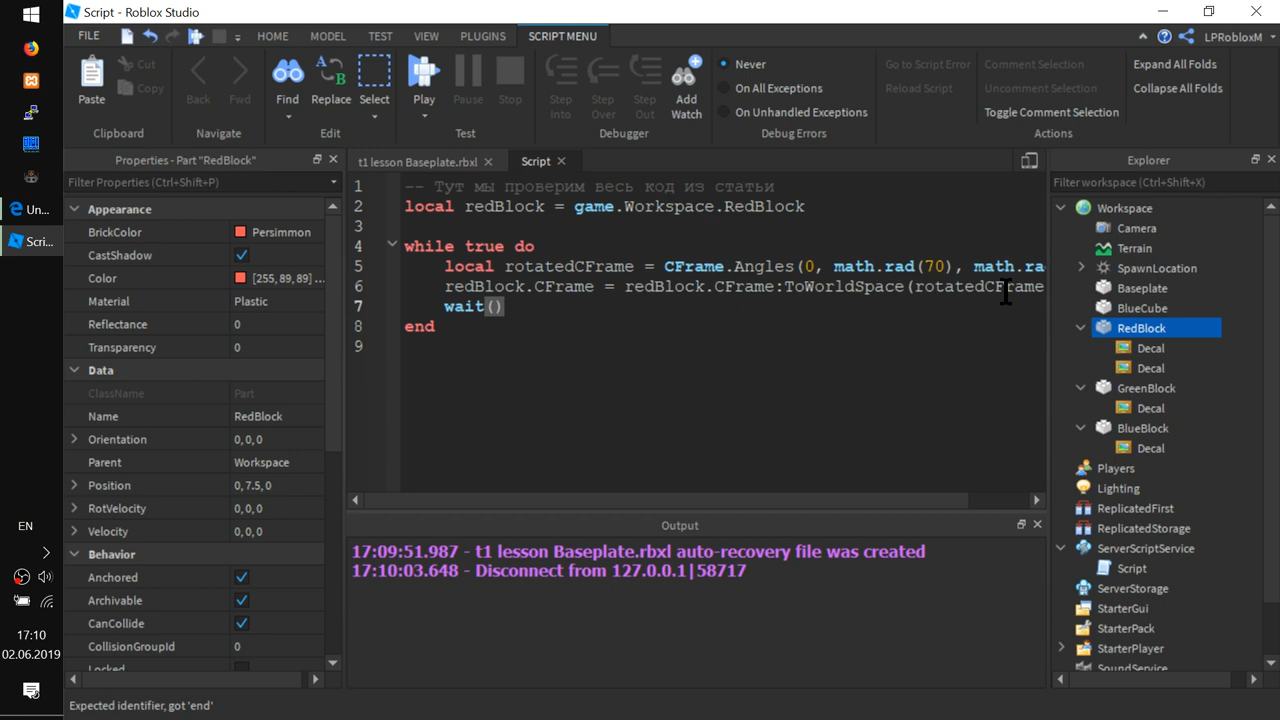 Script - Roblox Studio
FILE
HOME
MODEL
TEST
VIEW
PLUGINS
SCRIPT MENU
LPRobloxM
Paste
Cut
Copy
Clipboard
Back
Fwd
Navigate
Find
Replace
Select
Edit
Play
Pause
Stop
Test
Step Into
Step Over
Step Out
Add Watch
Debugger
Never
On All Exceptions
On Unhandled Exceptions
Debug Errors
Go to Script Error
Reload Script
Comment Selection
Uncomment Selection
Toggle Comment Selection
Expand All Folds
Collapse All Folds
Actions
Properties - Part "RedBlock"
Filter Properties (Ctrl+Shift+P)
Appearance
BrickColor Persimmon
CastShadow
Color [255,89,89]...
Material Plastic
Reflectance 0
Transparency 0
Data
ClassName Part
Name RedBlock
Orientation 0,0,0
Parent Workspace
Position 0,7.5,0
RotVelocity 0,0,0
Velocity 0,0,0
Behavior
Anchored
Archivable
CanCollide
CollisionGroupId 0
Locked
t1 lesson Baseplate.rbxl
Script
1 -- Тут мы проверим весь код из статьи
2 local redBlock = game.Workspace.RedBlock
3
4 while true do
5 local rotatedCFrame = CFrame.Angles(0, math.rad(70), math.ra
6 redBlock.CFrame = redBlock.CFrame:ToWorldSpace(rotatedCFrame
7 wait()
8 end
9
Output
17:09:51.987 - t1 lesson Baseplate.rbxl auto-recovery file was created
17:10:03.648 - Disconnect from 127.0.0.1|58717
Explorer
Filter workspace (Ctrl+Shift+X)
Workspace
Camera
Terrain
SpawnLocation
Baseplate
BlueCube
RedBlock
Decal
Decal
GreenBlock
Decal
BlueBlock
Decal
Players
Lighting
ReplicatedFirst
ReplicatedStorage
ServerScriptService
Script
ServerStorage
StarterGui
StarterPack
StarterPlayer
SoundService
Un...
Scri...
EN
17:10
02.06.2019
Expected identifier, got 'end'